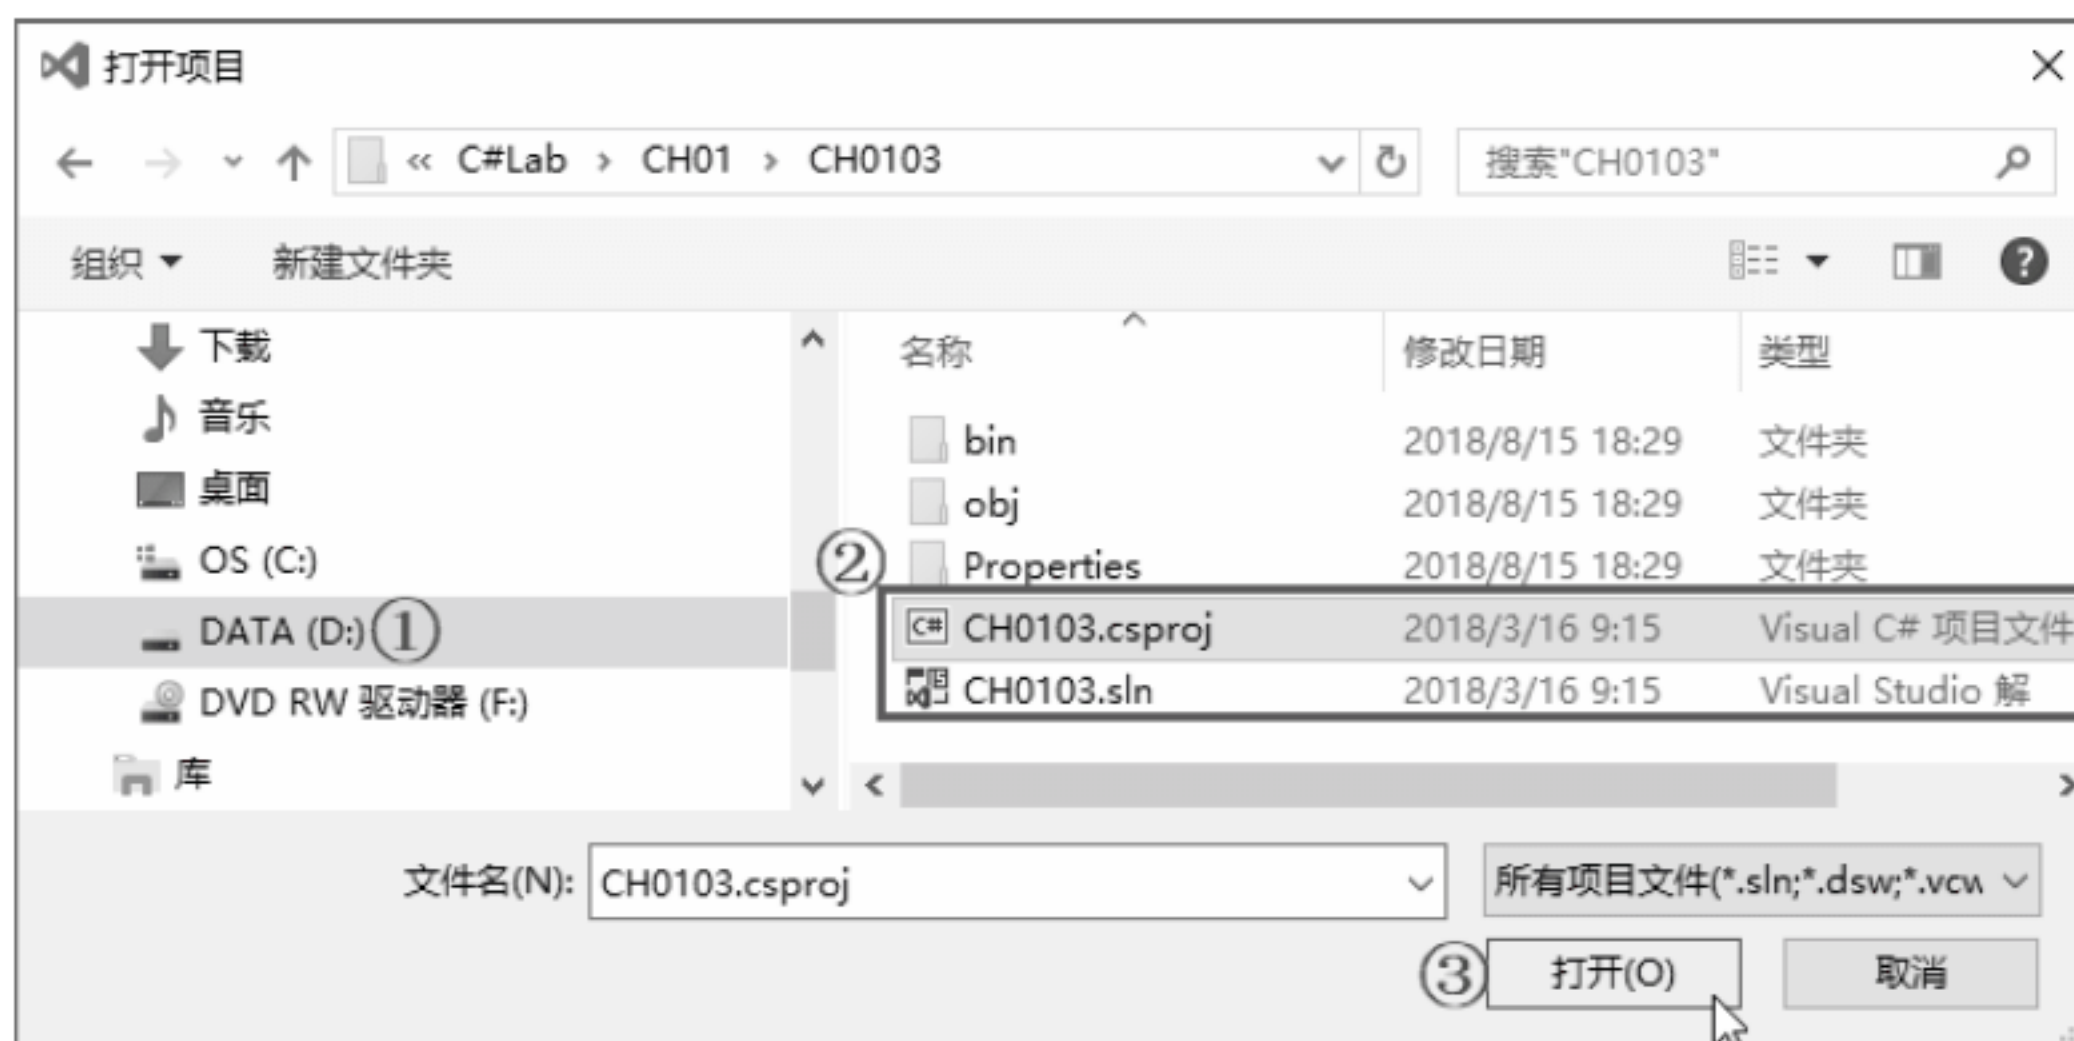 打开项目
« C#Lab › CH01 › CH0103
搜索"CH0103"
组织 新建文件夹
下载
音乐
桌面
OS (C:)
DATA (D:) ①
DVD RW 驱动器 (F:)
库
名称 修改日期 类型
bin 2018/8/15 18:29 文件夹
obj 2018/8/15 18:29 文件夹
② Properties 2018/8/15 18:29 文件夹
C# CH0103.csproj 2018/3/16 9:15 Visual C# 项目文件
CH0103.sln 2018/3/16 9:15 Visual Studio 解
文件名(N): CH0103.csproj 所有项目文件(*.sln;*.dsw;*.vcw
③ 打开(O) 取消